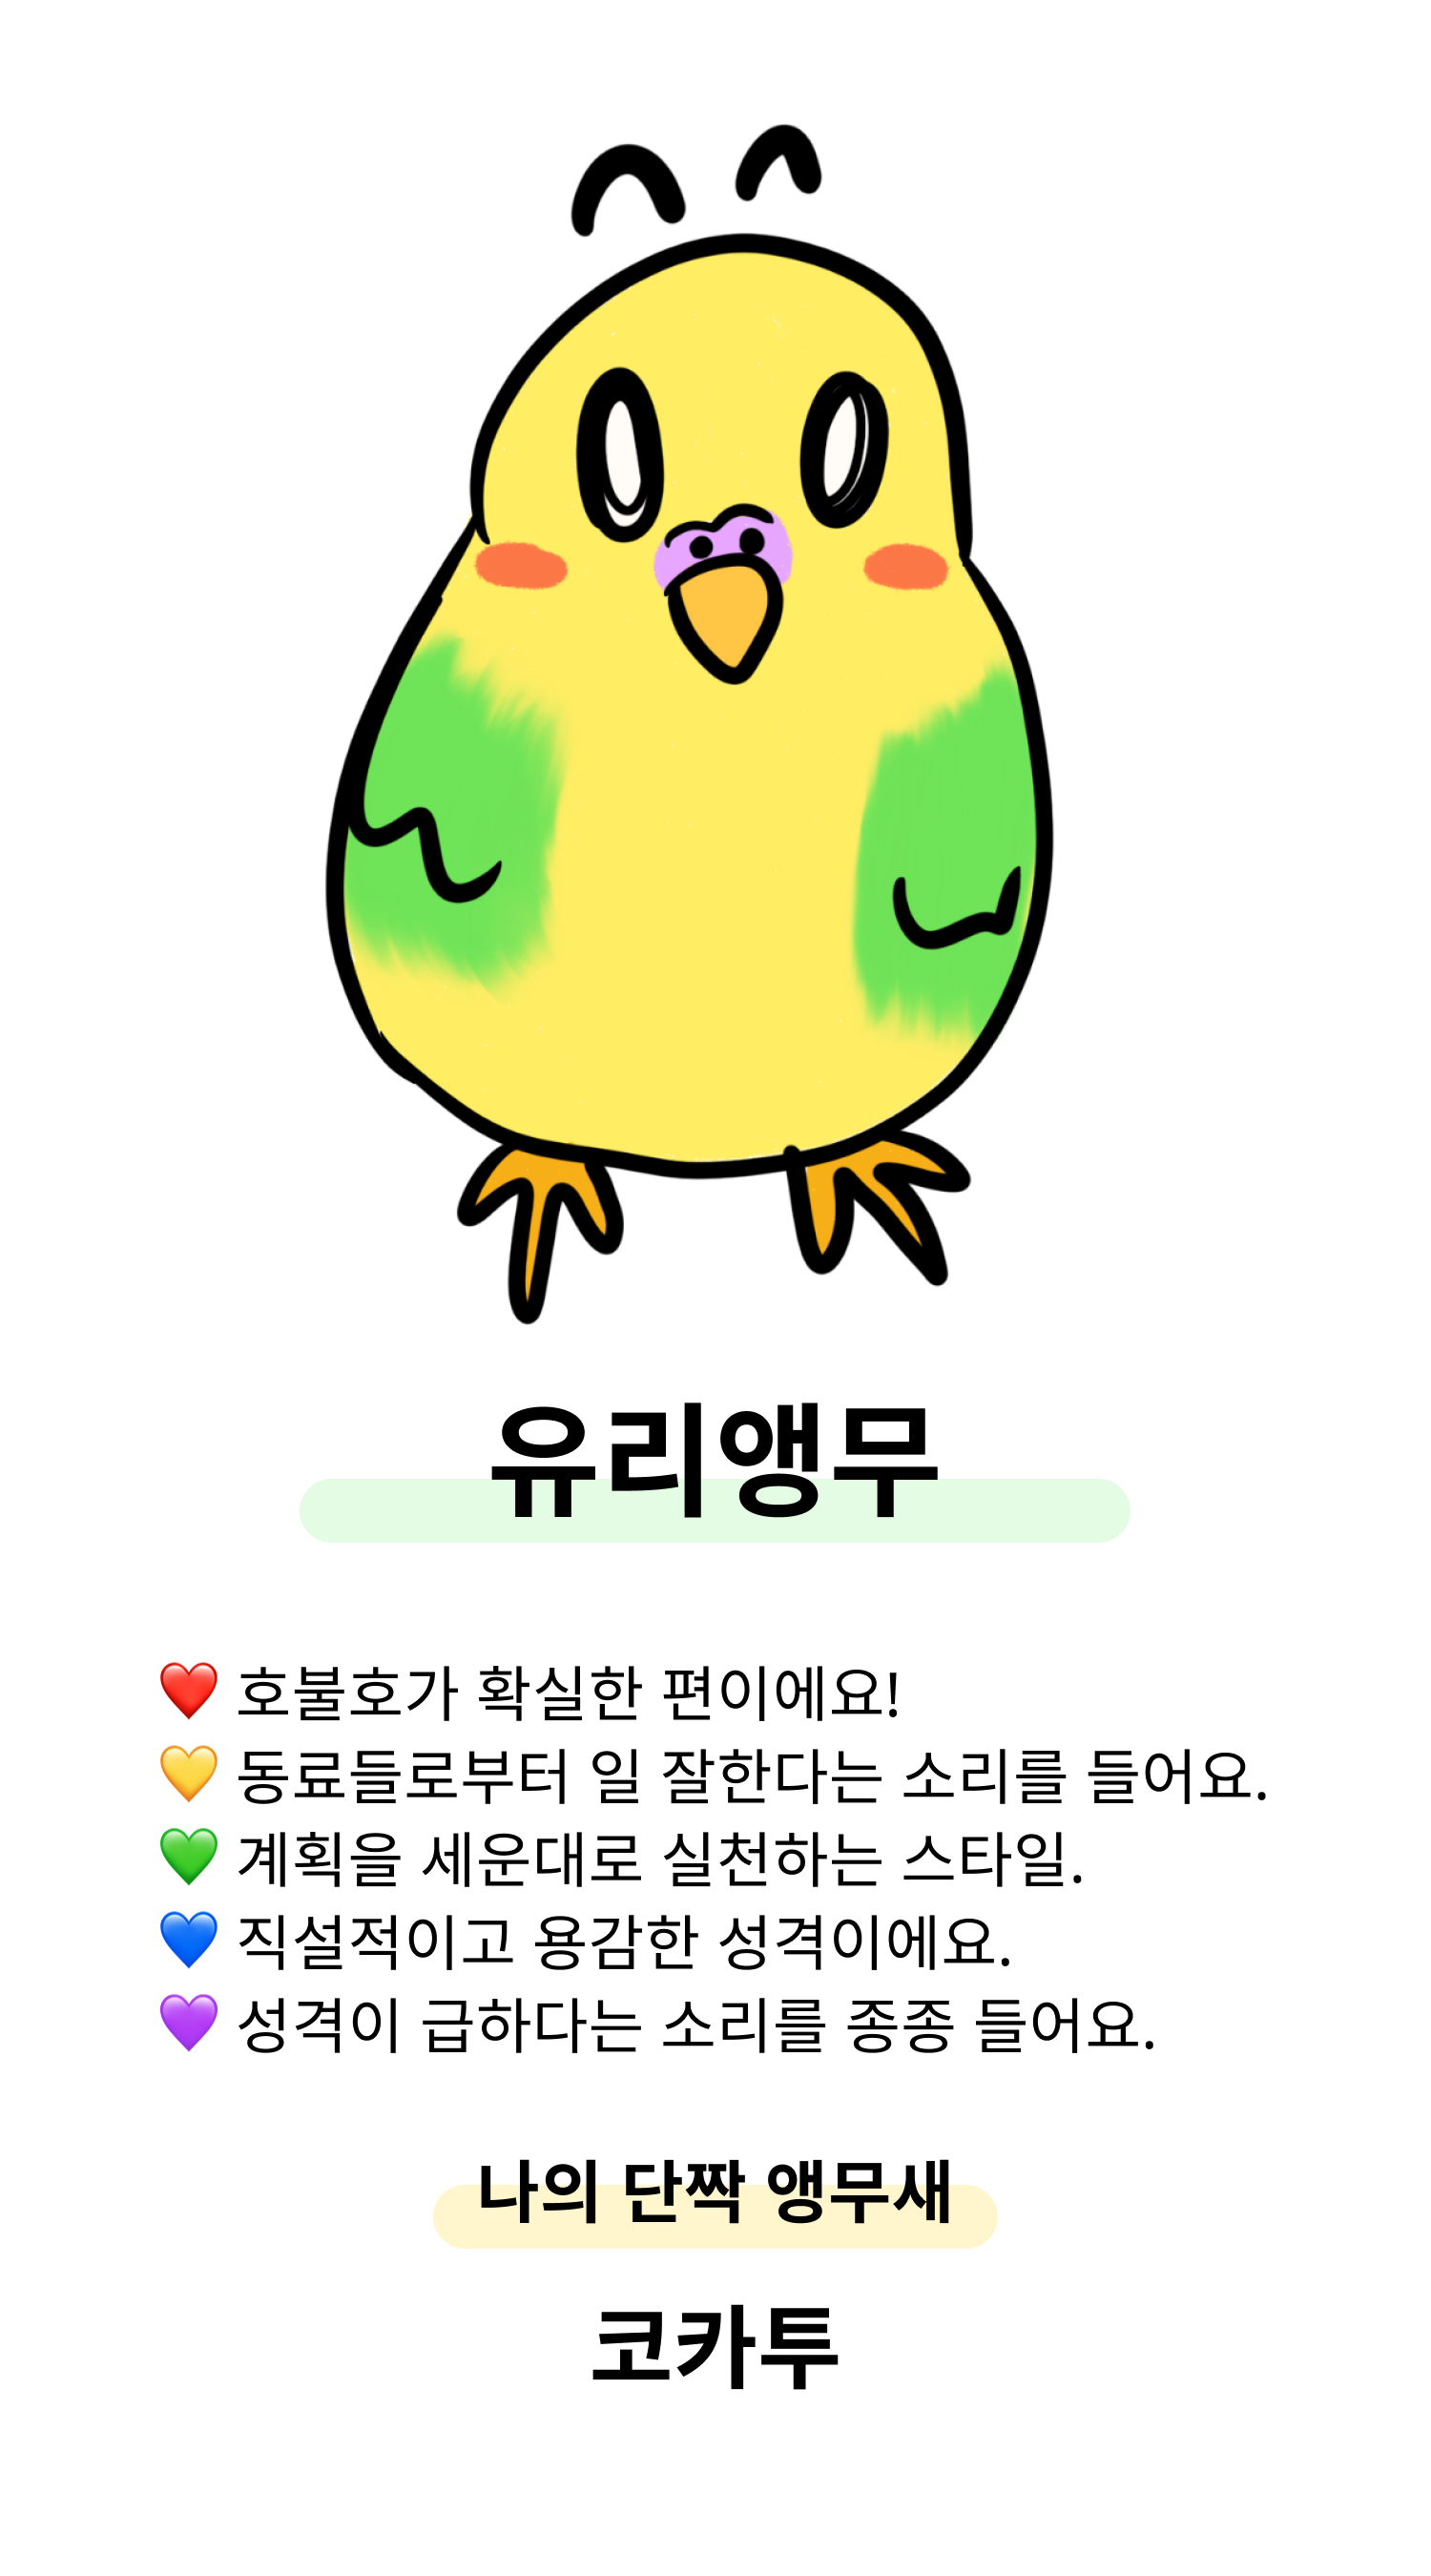 유리앵무
❤️ 호불호가 확실한 편이에요!
💛 동료들로부터 일 잘한다는 소리를 들어요.
💚 계획을 세운대로 실천하는 스타일.
💙 직설적이고 용감한 성격이에요.
💜 성격이 급하다는 소리를 종종 들어요.
나의 단짝 앵무새
코카투